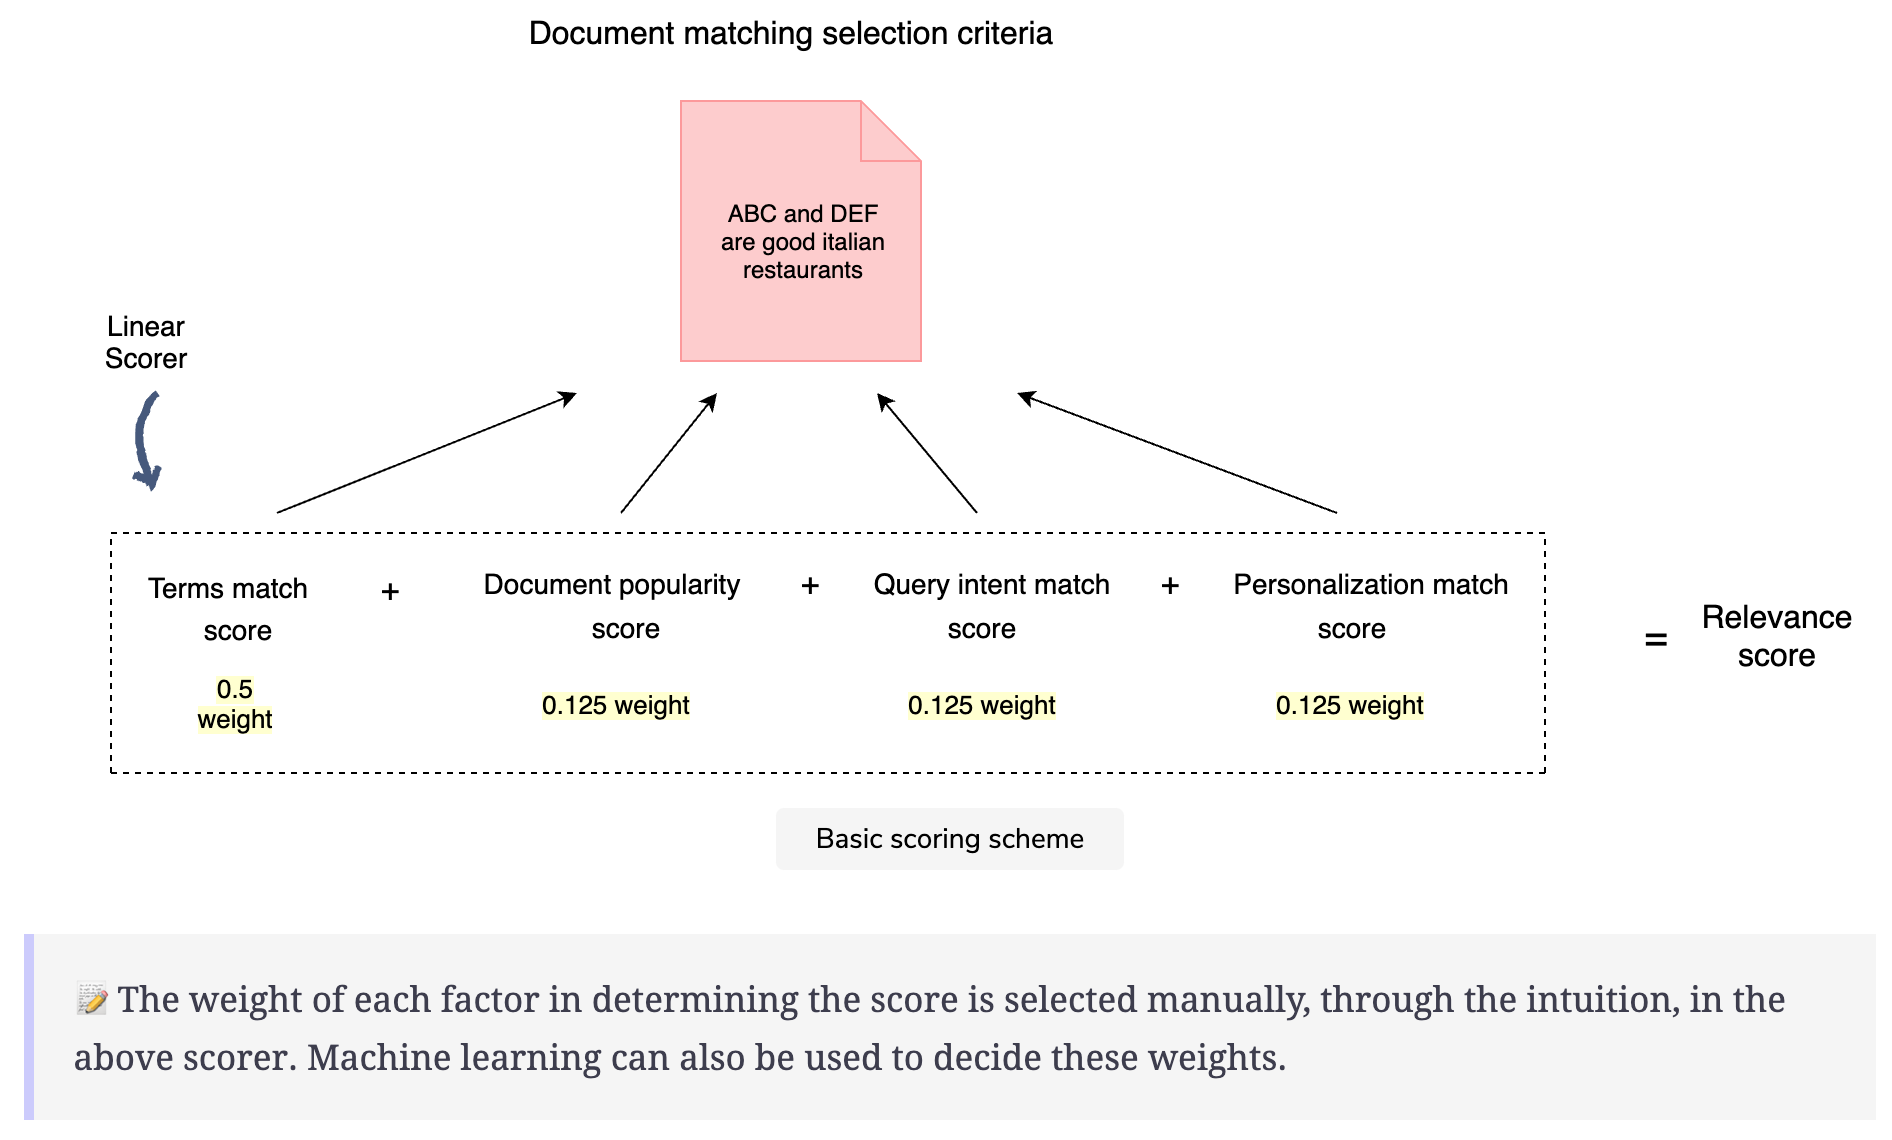 Document matching selection criteria
ABC and DEF
are good italian
restaurants
Linear
Scorer
Terms match
score
0.5
weight
+
Document popularity
score
0.125 weight
+
Query intent match
score
0.125 weight
+
Personalization match
score
0.125 weight
=
Relevance
score
Basic scoring scheme
📝 The weight of each factor in determining the score is selected manually, through the intuition, in the
above scorer. Machine learning can also be used to decide these weights.